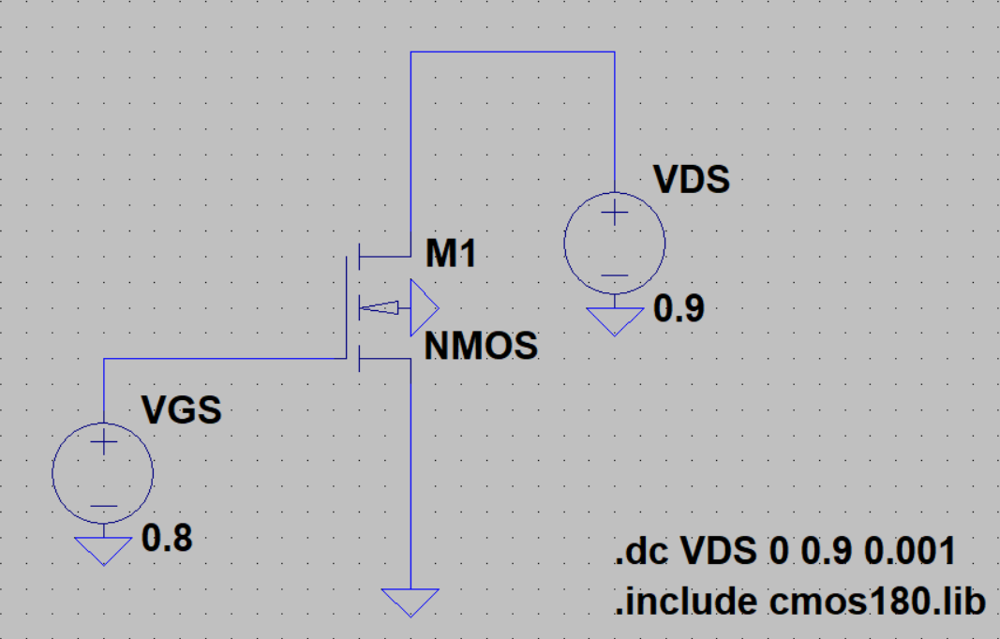 VDS
M1
0.9
NMOS
VGS
0.8
.dc VDS 0 0.9 0.001
.include cmos180.lib